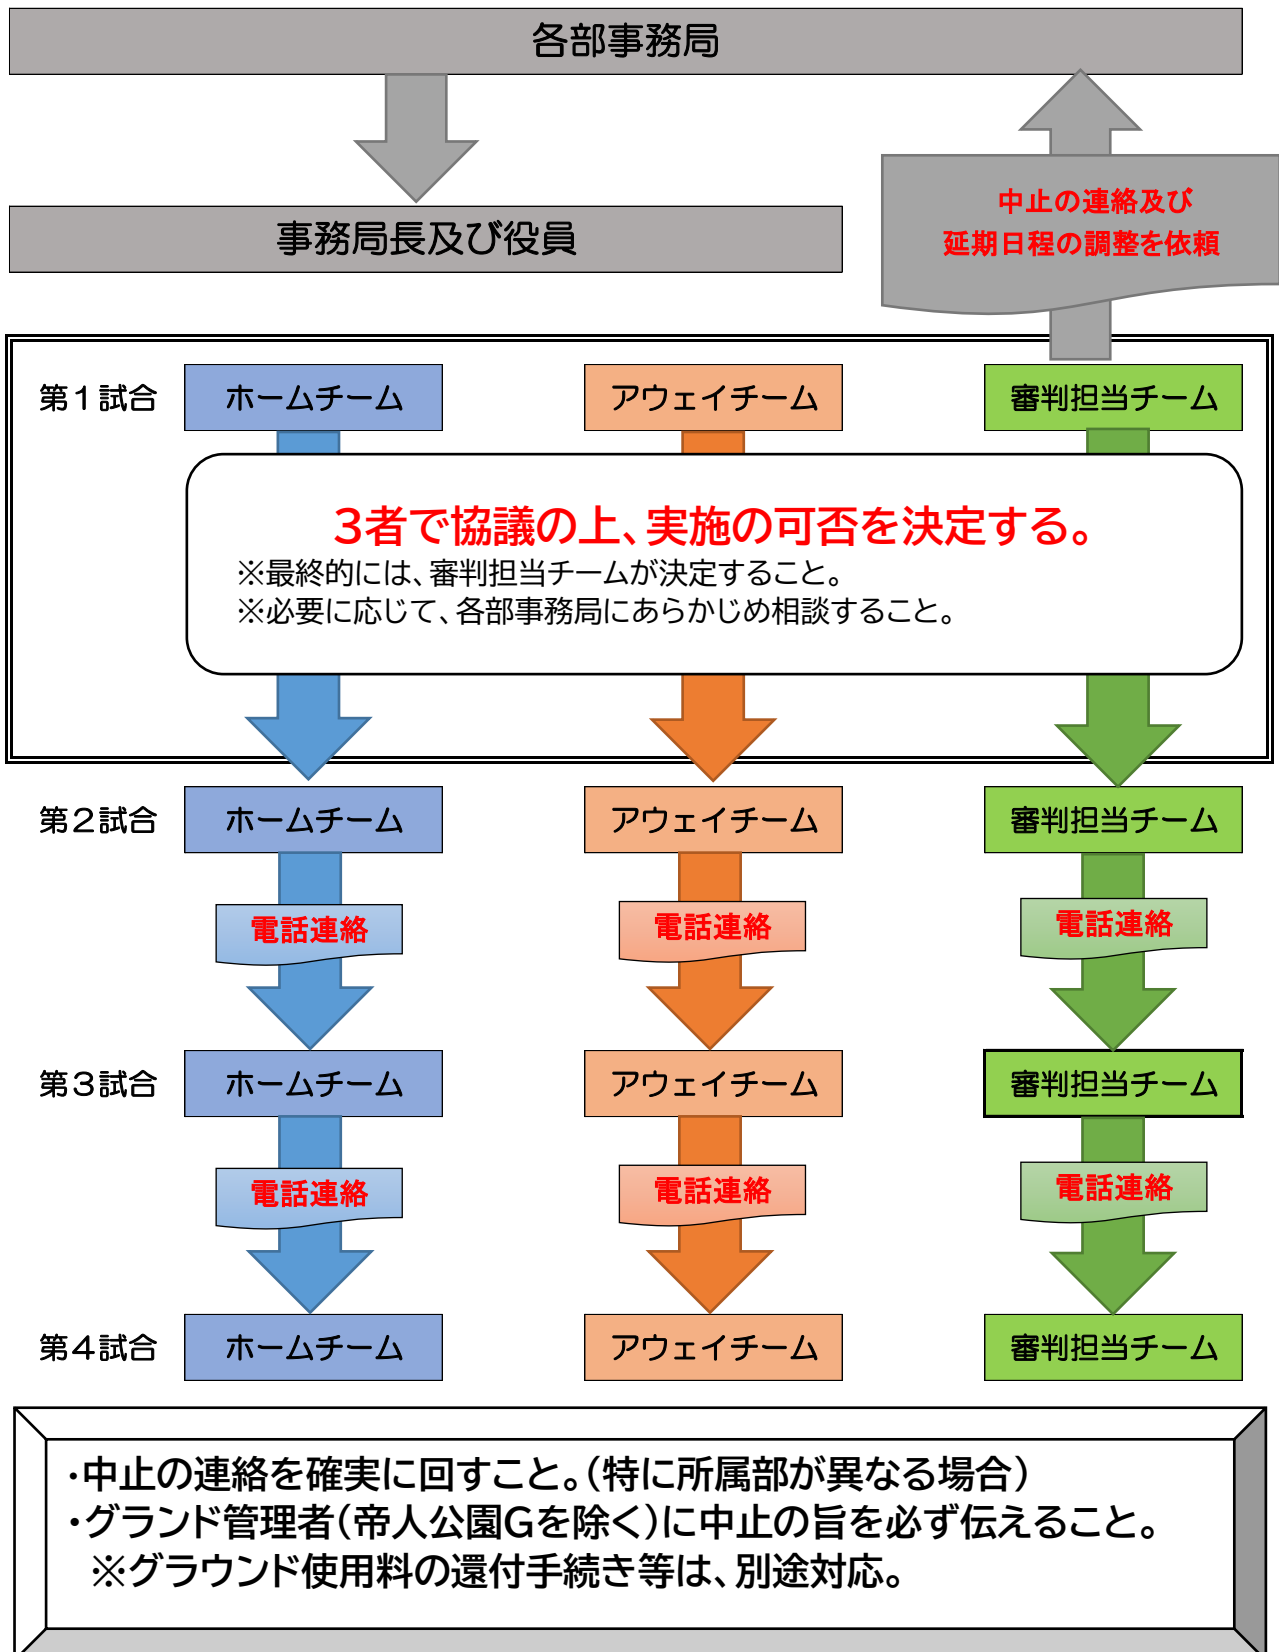 各部事務局
中止の連絡及び
延期日程の調整を依頼
事務局長及び役員
第１試合 ホームチーム アウェイチーム 審判担当チーム
３者で協議の上、実施の可否を決定する。
※最終的には、審判担当チームが決定すること。
※必要に応じて、各部事務局にあらかじめ相談すること。
第２試合 ホームチーム アウェイチーム 審判担当チーム
電話連絡 電話連絡 電話連絡
第３試合 ホームチーム アウェイチーム 審判担当チーム
電話連絡 電話連絡 電話連絡
第４試合 ホームチーム アウェイチーム 審判担当チーム
・中止の連絡を確実に回すこと。（特に所属部が異なる場合）
・グランド管理者（帝人公園Gを除く）に中止の旨を必ず伝えること。
※グラウンド使用料の還付手続き等は、別途対応。